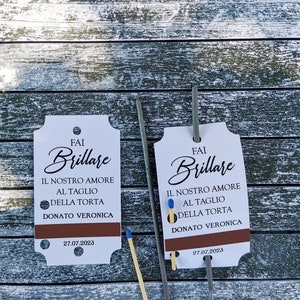 FAI
Brillare
IL NOSTRO AMORE
AL TAGLIO
DELLA TORTA
DONATO VERONICA
27.07.2023
FAI
Brillare
IL NOSTRO AMORE
AL TAGLIO
DELLA TORTA
DONATO VERONICA
27.07.2023